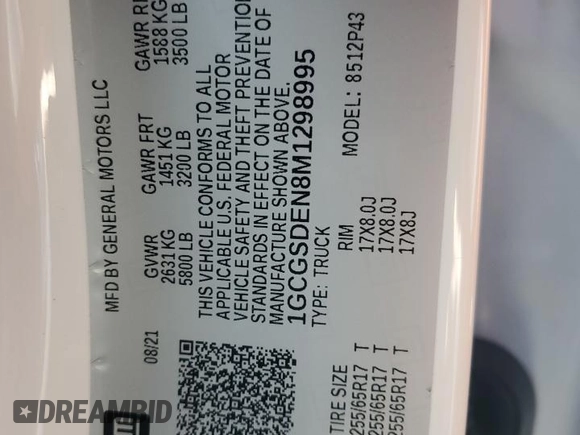 MFD BY GENERAL MOTORS LLC
08/21
GVWR
2631 KG
5800 LB
GAWR FRT
1451 KG
3200 LB
GAWR
1588 KG
3500 LB
THIS VEHICLE CONFORMS TO ALL
APPLICABLE U.S. FEDERAL MOTOR
VEHICLE SAFETY AND THEFT PREVENTION
STANDARDS IN EFFECT ON THE DATE OF
MANUFACTURE SHOWN ABOVE.
1GCGSDEN8M1298995
TYPE: TRUCK
MODEL: 8512P43
TIRE SIZE RIM
255/65R17 T 17X8.0J
255/65R17 T 17X8.0J
255/65R17 T 17X8J
DREAMBID